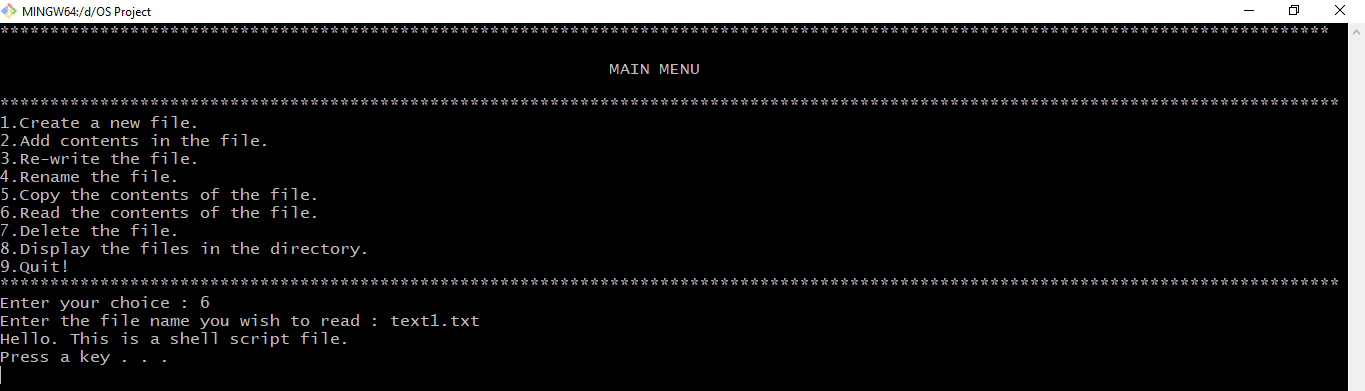 MINGW64:/d/OS Project
*************************************************************************************************************************************
MAIN MENU
**************************************************************************************************************************************
1.Create a new file.
2.Add contents in the file.
3.Re-write the file.
4.Rename the file.
5.Copy the contents of the file.
6.Read the contents of the file.
7.Delete the file.
8.Display the files in the directory.
9.Quit!
**************************************************************************************************************************************
Enter your choice : 6
Enter the file name you wish to read : text1.txt
Hello. This is a shell script file.
Press a key . . .